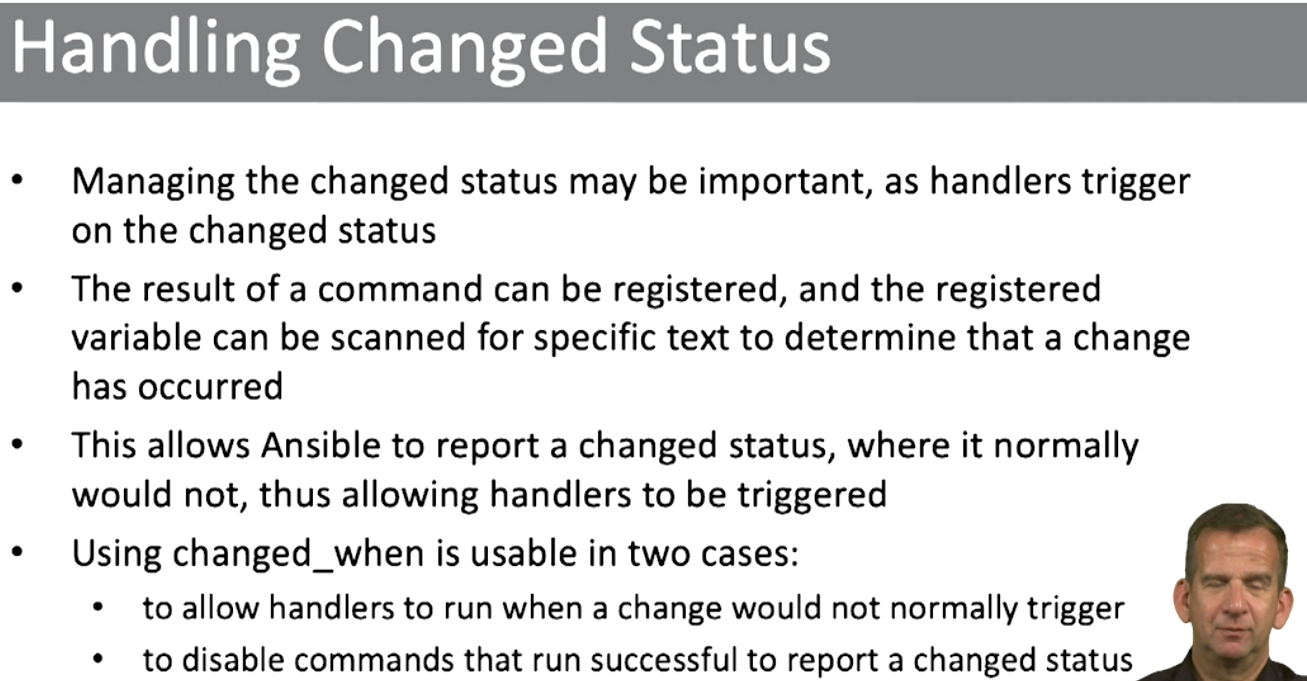 Handling Changed Status
• Managing the changed status may be important, as handlers trigger
on the changed status
• The result of a command can be registered, and the registered
variable can be scanned for specific text to determine that a change
has occurred
• This allows Ansible to report a changed status, where it normally
would not, thus allowing handlers to be triggered
• Using changed_when is usable in two cases:
• to allow handlers to run when a change would not normally trigger
• to disable commands that run successful to report a changed status